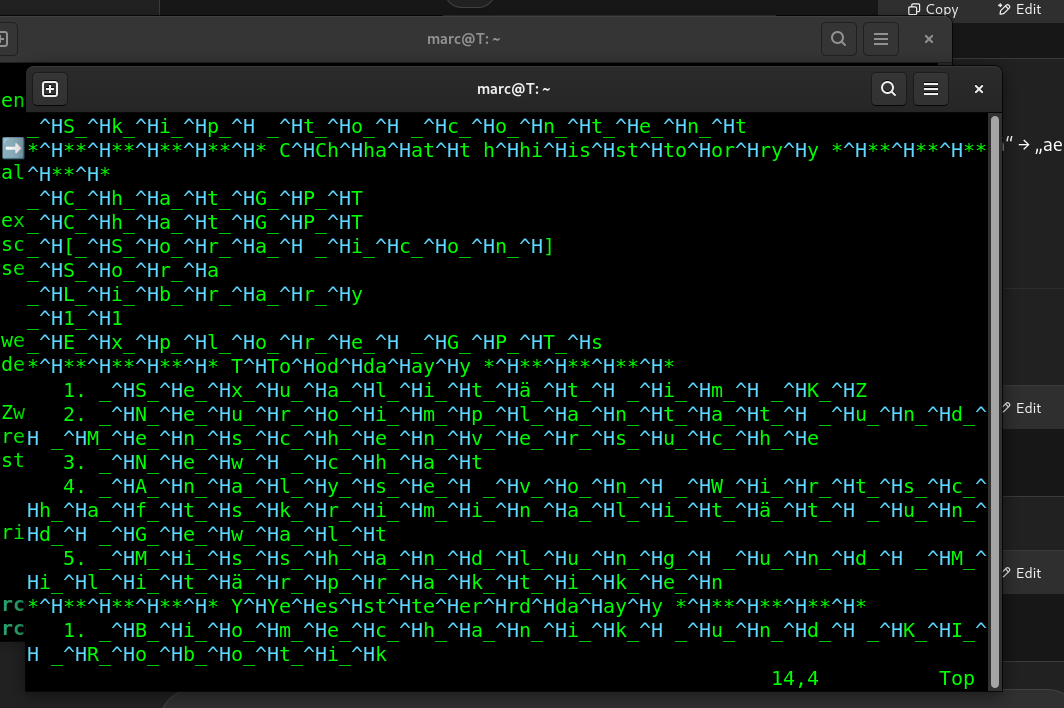 Copy Edit
marc@T: ~
marc@T: ~
en
_^HS_^Hk_^Hi_^Hp_^H _^Ht_^Ho_^H _^Hc_^Ho_^Hn_^Ht_^He_^Hn_^Ht
*^H**^H**^H**^H**^H* C^HCh^Hha^Hat^Ht h^Hhi^His^Hst^Hto^Hor^Hry^Hy *^H**^H**^H**
“ → „ae
al
^H**^H*
_^HC_^Hh_^Ha_^Ht_^HG_^HP_^HT
ex
_^HC_^Hh_^Ha_^Ht_^HG_^HP_^HT
sc
_^H[_^HS_^Ho_^Hr_^Ha_^H _^Hi_^Hc_^Ho_^Hn_^H]
se
_^HS_^Ho_^Hr_^Ha
_^HL_^Hi_^Hb_^Hr_^Ha_^Hr_^Hy
_^H1_^H1
we
_^HE_^Hx_^Hp_^Hl_^Ho_^Hr_^He_^H _^HG_^HP_^HT_^Hs
de
*^H**^H**^H**^H**^H* T^HTo^Hod^Hda^Hay^Hy *^H**^H**^H**^H*
1. _^HS_^He_^Hx_^Hu_^Ha_^Hl_^Hi_^Ht_^Hä_^Ht_^H _^Hi_^Hm_^H _^HK_^HZ
Zw
2. _^HN_^He_^Hu_^Hr_^Ho_^Hi_^Hm_^Hp_^Hl_^Ha_^Hn_^Ht_^Ha_^Ht_^H _^Hu_^Hn_^Hd_^
Edit
re
H _^HM_^He_^Hn_^Hs_^Hc_^Hh_^He_^Hn_^Hv_^He_^Hr_^Hs_^Hu_^Hc_^Hh_^He
st
3. _^HN_^He_^Hw_^H _^Hc_^Hh_^Ha_^Ht
4. _^HA_^Hn_^Ha_^Hl_^Hy_^Hs_^He_^H _^Hv_^Ho_^Hn_^H _^HW_^Hi_^Hr_^Ht_^Hs_^Hc_^
Hh_^Ha_^Hf_^Ht_^Hs_^Hk_^Hr_^Hi_^Hm_^Hi_^Hn_^Ha_^Hl_^Hi_^Ht_^Hä_^Ht_^H _^Hu_^Hn_^
ri
Hd_^H _^HG_^He_^Hw_^Ha_^Hl_^Ht
5. _^HM_^Hi_^Hs_^Hs_^Hh_^Ha_^Hn_^Hd_^Hl_^Hu_^Hn_^Hg_^H _^Hu_^Hn_^Hd_^H _^HM_^
Edit
Hi_^Hl_^Hi_^Ht_^Hä_^Hr_^Hp_^Hr_^Ha_^Hk_^Ht_^Hi_^Hk_^He_^Hn
rc
*^H**^H**^H**^H**^H* Y^HYe^Hes^Hst^Hte^Her^Hrd^Hda^Hay^Hy *^H**^H**^H**^H*
rc
1. _^HB_^Hi_^Ho_^Hm_^He_^Hc_^Hh_^Ha_^Hn_^Hi_^Hk_^H _^Hu_^Hn_^Hd_^H _^HK_^HI_^
H _^HR_^Ho_^Hb_^Ho_^Ht_^Hi_^Hk
14,4 Top